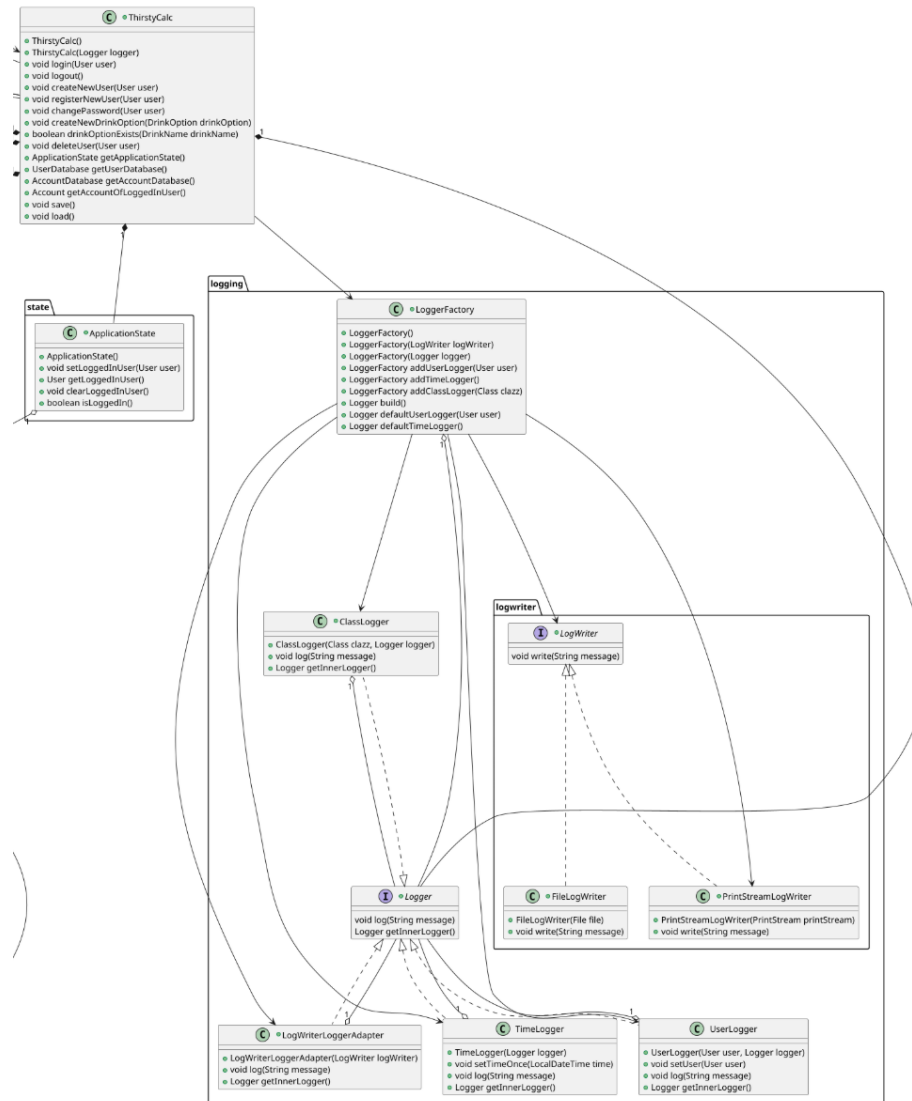 C ThirstyCalc
ThirstyCalc()
ThirstyCalc(Logger logger)
void login(User user)
void logout()
void createNewUser(User user)
void registerNewUser(User user)
void changePassword(User user)
void createNewDrinkOption(DrinkOption drinkOption)
boolean drinkOptionExists(DrinkName drinkName)
void deleteUser(User user)
ApplicationState getApplicationState()
UserDatabase getUserDatabase()
AccountDatabase getAccountDatabase()
Account getAccountOfLoggedInUser()
void save()
void load()
1
1
1
state
C ApplicationState
ApplicationState()
void setLoggedInUser(User user)
User getLoggedInUser()
void clearLoggedInUser()
boolean isLoggedIn()
1
logging
C LoggerFactory
LoggerFactory()
LoggerFactory(LogWriter logWriter)
LoggerFactory(Logger logger)
LoggerFactory addUserLogger(User user)
LoggerFactory addTimeLogger()
LoggerFactory addClassLogger(Class clazz)
Logger build()
Logger defaultUserLogger(User user)
Logger defaultTimeLogger()
1
C ClassLogger
ClassLogger(Class clazz, Logger logger)
void log(String message)
Logger getInnerLogger()
1
logwriter
I LogWriter
void write(String message)
I Logger
void log(String message)
Logger getInnerLogger()
C FileLogWriter
FileLogWriter(File file)
void write(String message)
C PrintStreamLogWriter
PrintStreamLogWriter(PrintStream printStream)
void write(String message)
1
1
1
C LogWriterLoggerAdapter
LogWriterLoggerAdapter(LogWriter logWriter)
void log(String message)
Logger getInnerLogger()
C TimeLogger
TimeLogger(Logger logger)
void setTimeOnce(LocalDateTime time)
void log(String message)
Logger getInnerLogger()
C UserLogger
UserLogger(User user, Logger logger)
void setUser(User user)
void log(String message)
Logger getInnerLogger()